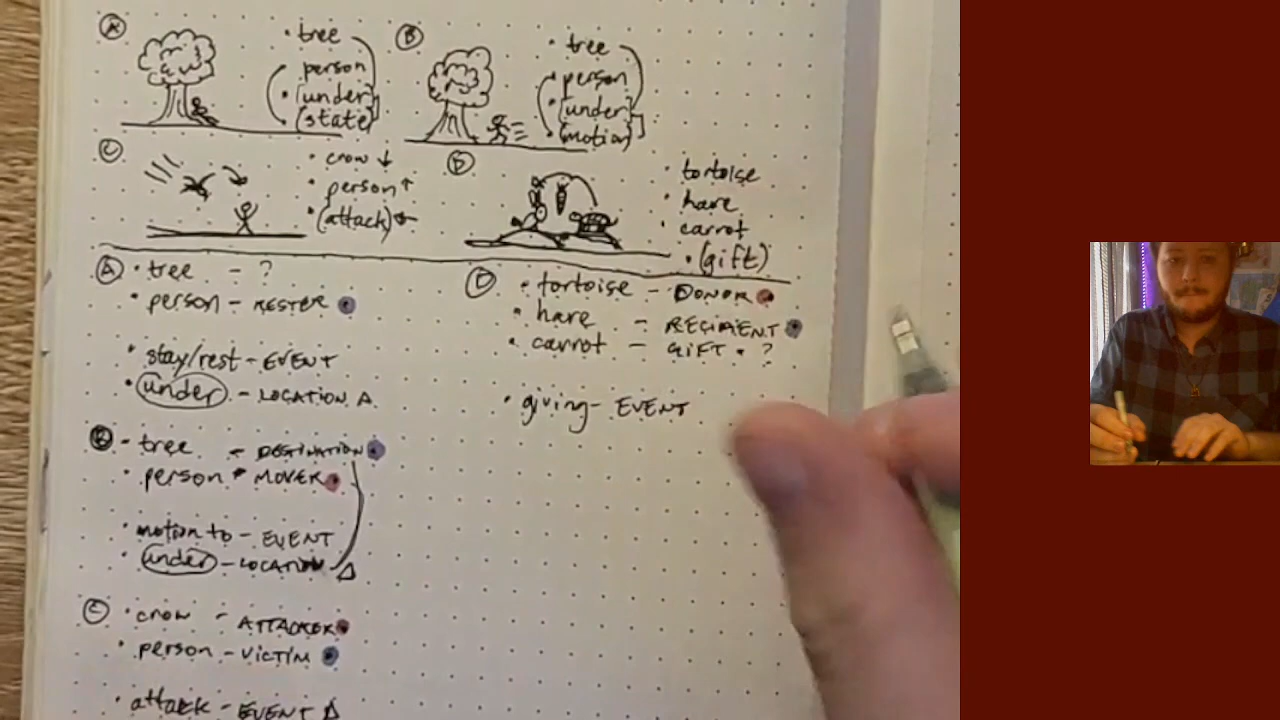 A
• tree
person
• (under)
(state)
B
• tree
• person
• (under)
(motion)
C
• crow ↓
• person ↑
• (attack)
D
• tortoise
• hare
• carrot
• (gift)
A • tree - ?
• person - RESTER
• stay/rest - EVENT
• under - LOCATION Δ
B - tree - DESTINATION
• person • MOVER
• motion to - EVENT
• under - LOCATION Δ
C • crow - ATTACKER
• person - VICTIM
• attack - EVENT Δ
D • tortoise - DONOR
• hare - RECIPIENT
• carrot - GIFT • ?
• giving - EVENT